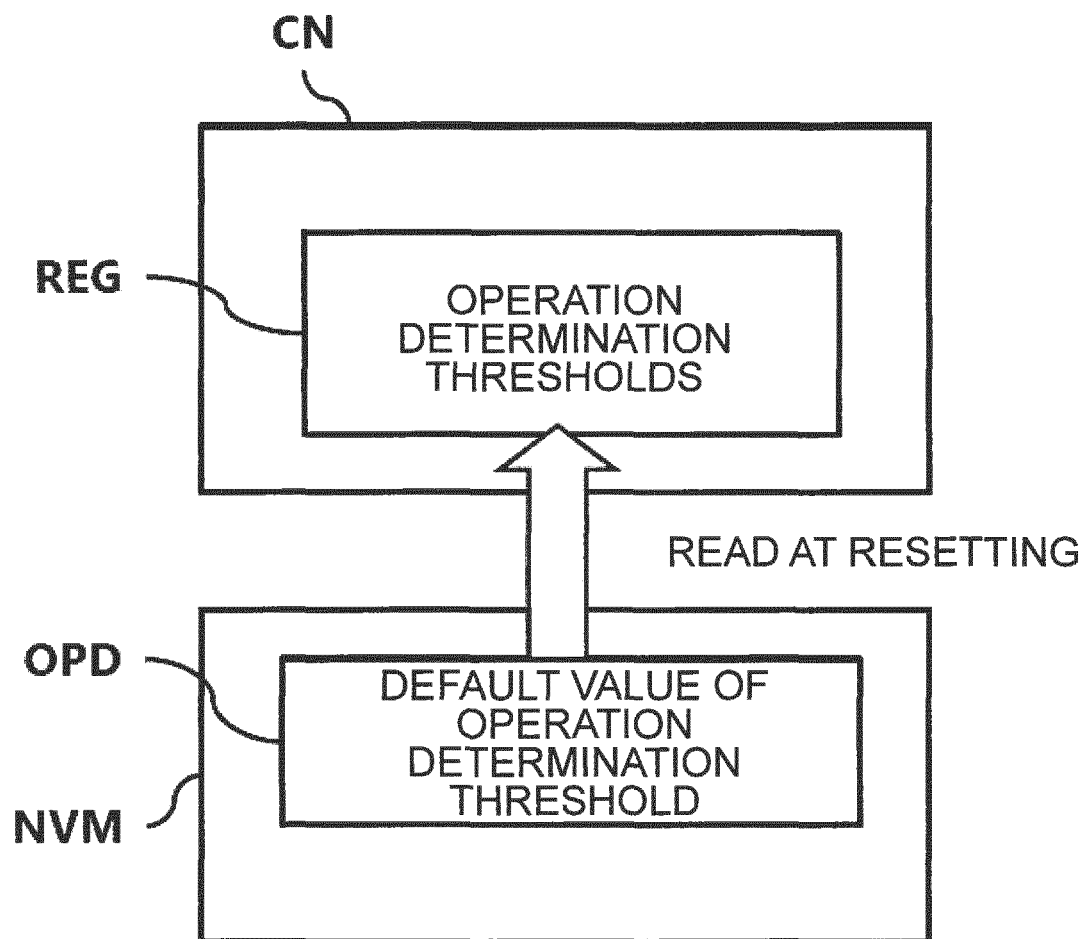 CN
REG
OPERATION
DETERMINATION
THRESHOLDS
READ AT RESETTING
OPD
DEFAULT VALUE OF
OPERATION
DETERMINATION
THRESHOLD
NVM